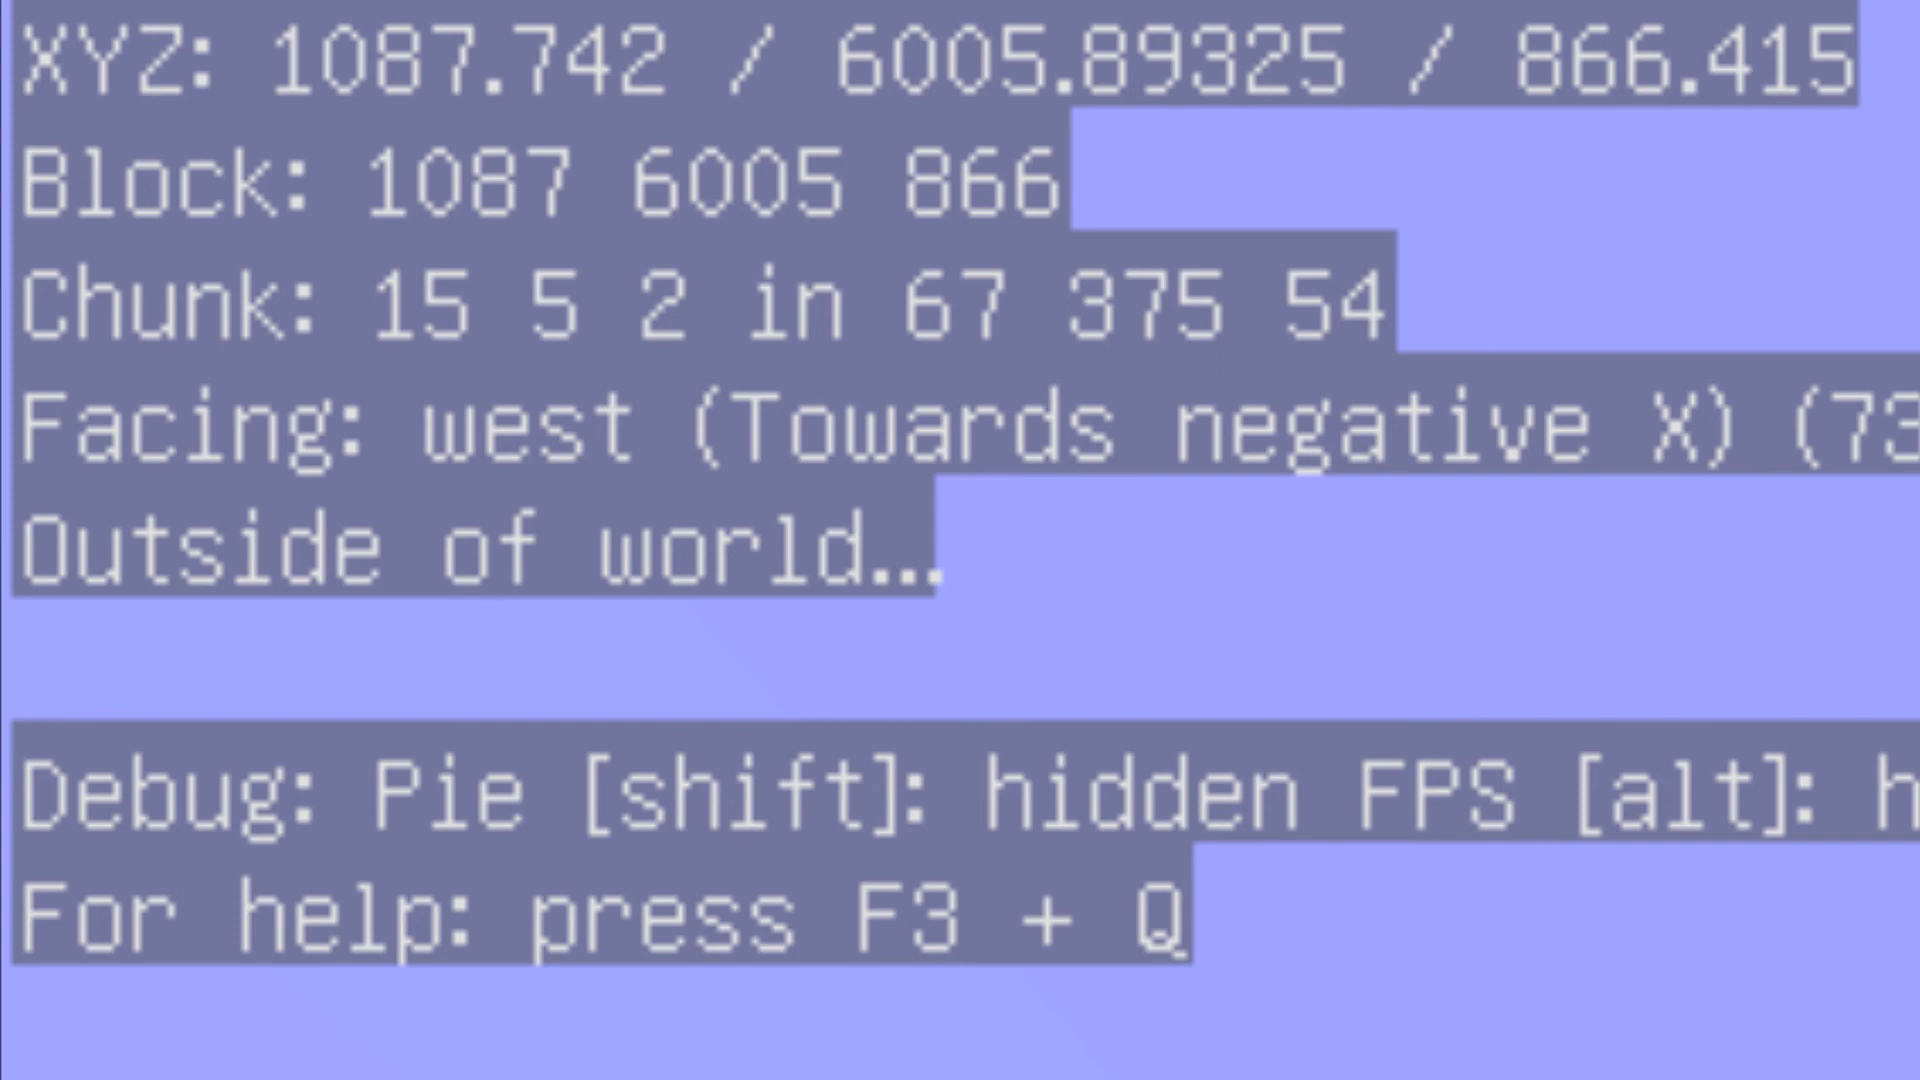 XYZ: 1087.742 / 6005.89325 / 866.415
Block: 1087 6005 866
Chunk: 15 5 2 in 67 375 54
Facing: west (Towards negative X) (73
Outside of world...
Debug: Pie [shift]: hidden FPS [alt]: h
For help: press F3 + Q